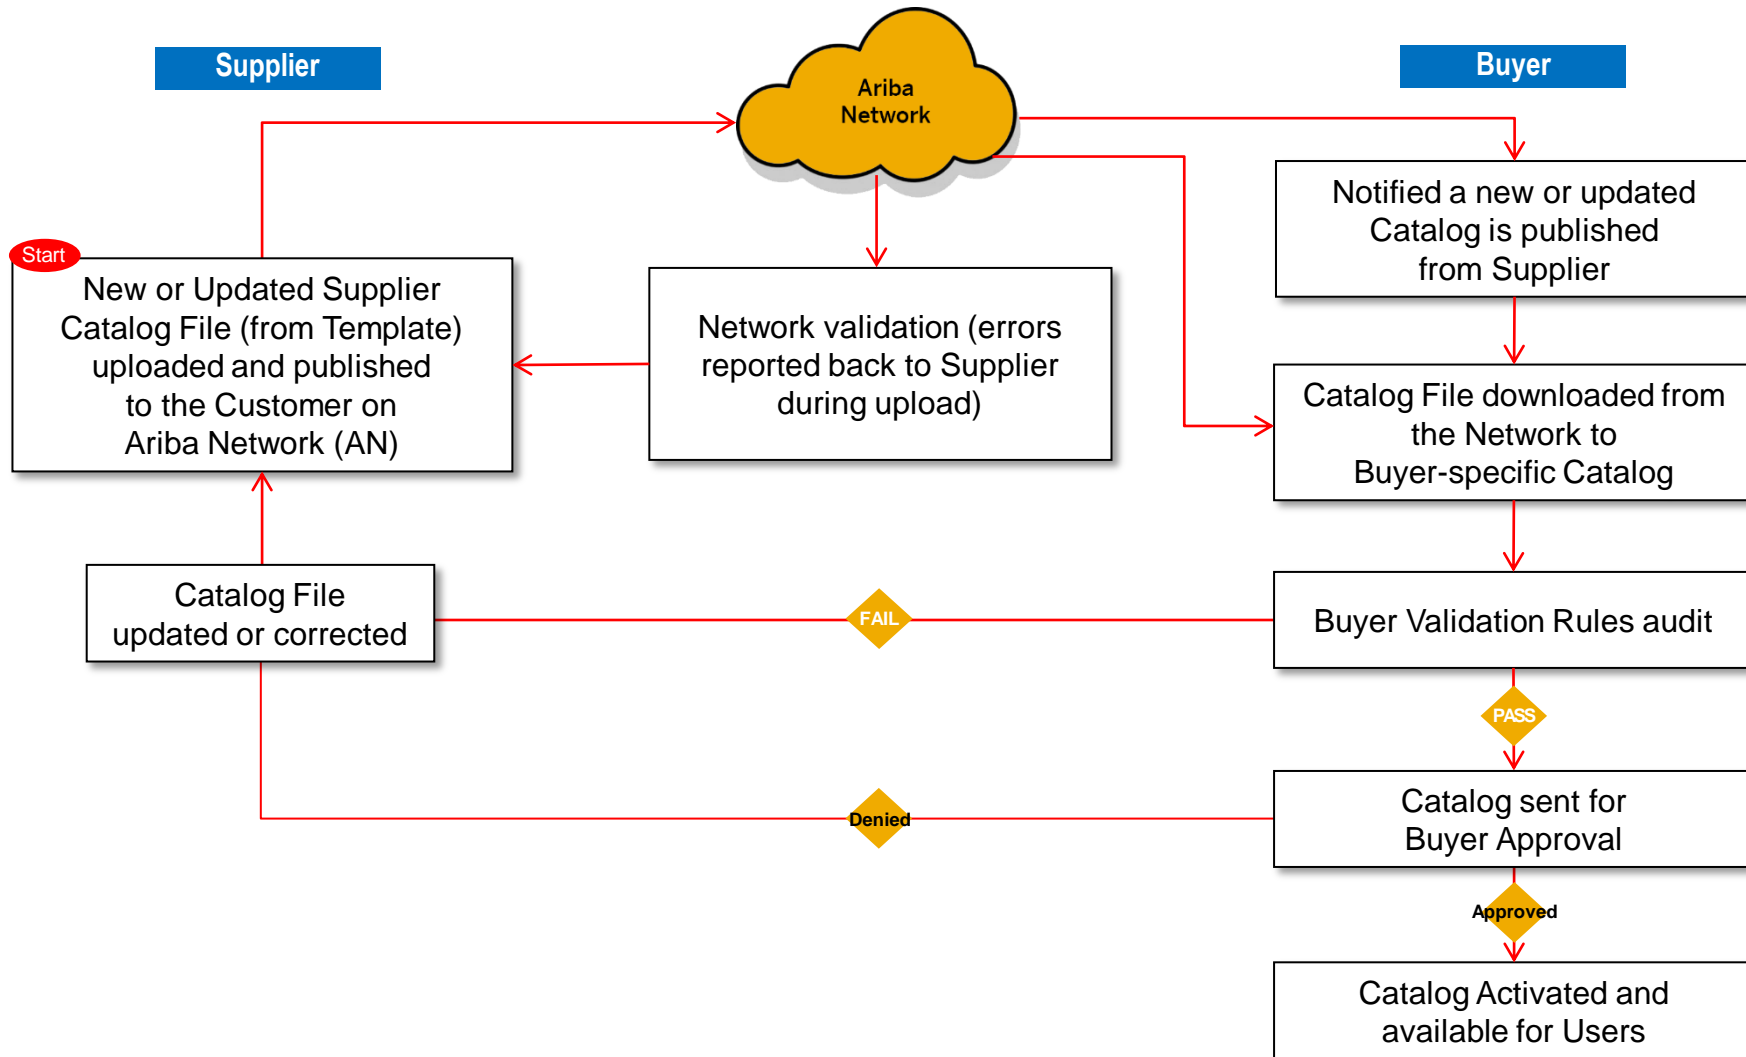 Supplier
Ariba
Network
Buyer
Start
New or Updated Supplier
Catalog File (from Template)
uploaded and published
to the Customer on
Ariba Network (AN)
Network validation (errors
reported back to Supplier
during upload)
Notified a new or updated
Catalog is published
from Supplier
Catalog File downloaded from
the Network to
Buyer-specific Catalog
Catalog File
updated or corrected
FAIL
Buyer Validation Rules audit
PASS
Denied
Catalog sent for
Buyer Approval
Approved
Catalog Activated and
available for Users